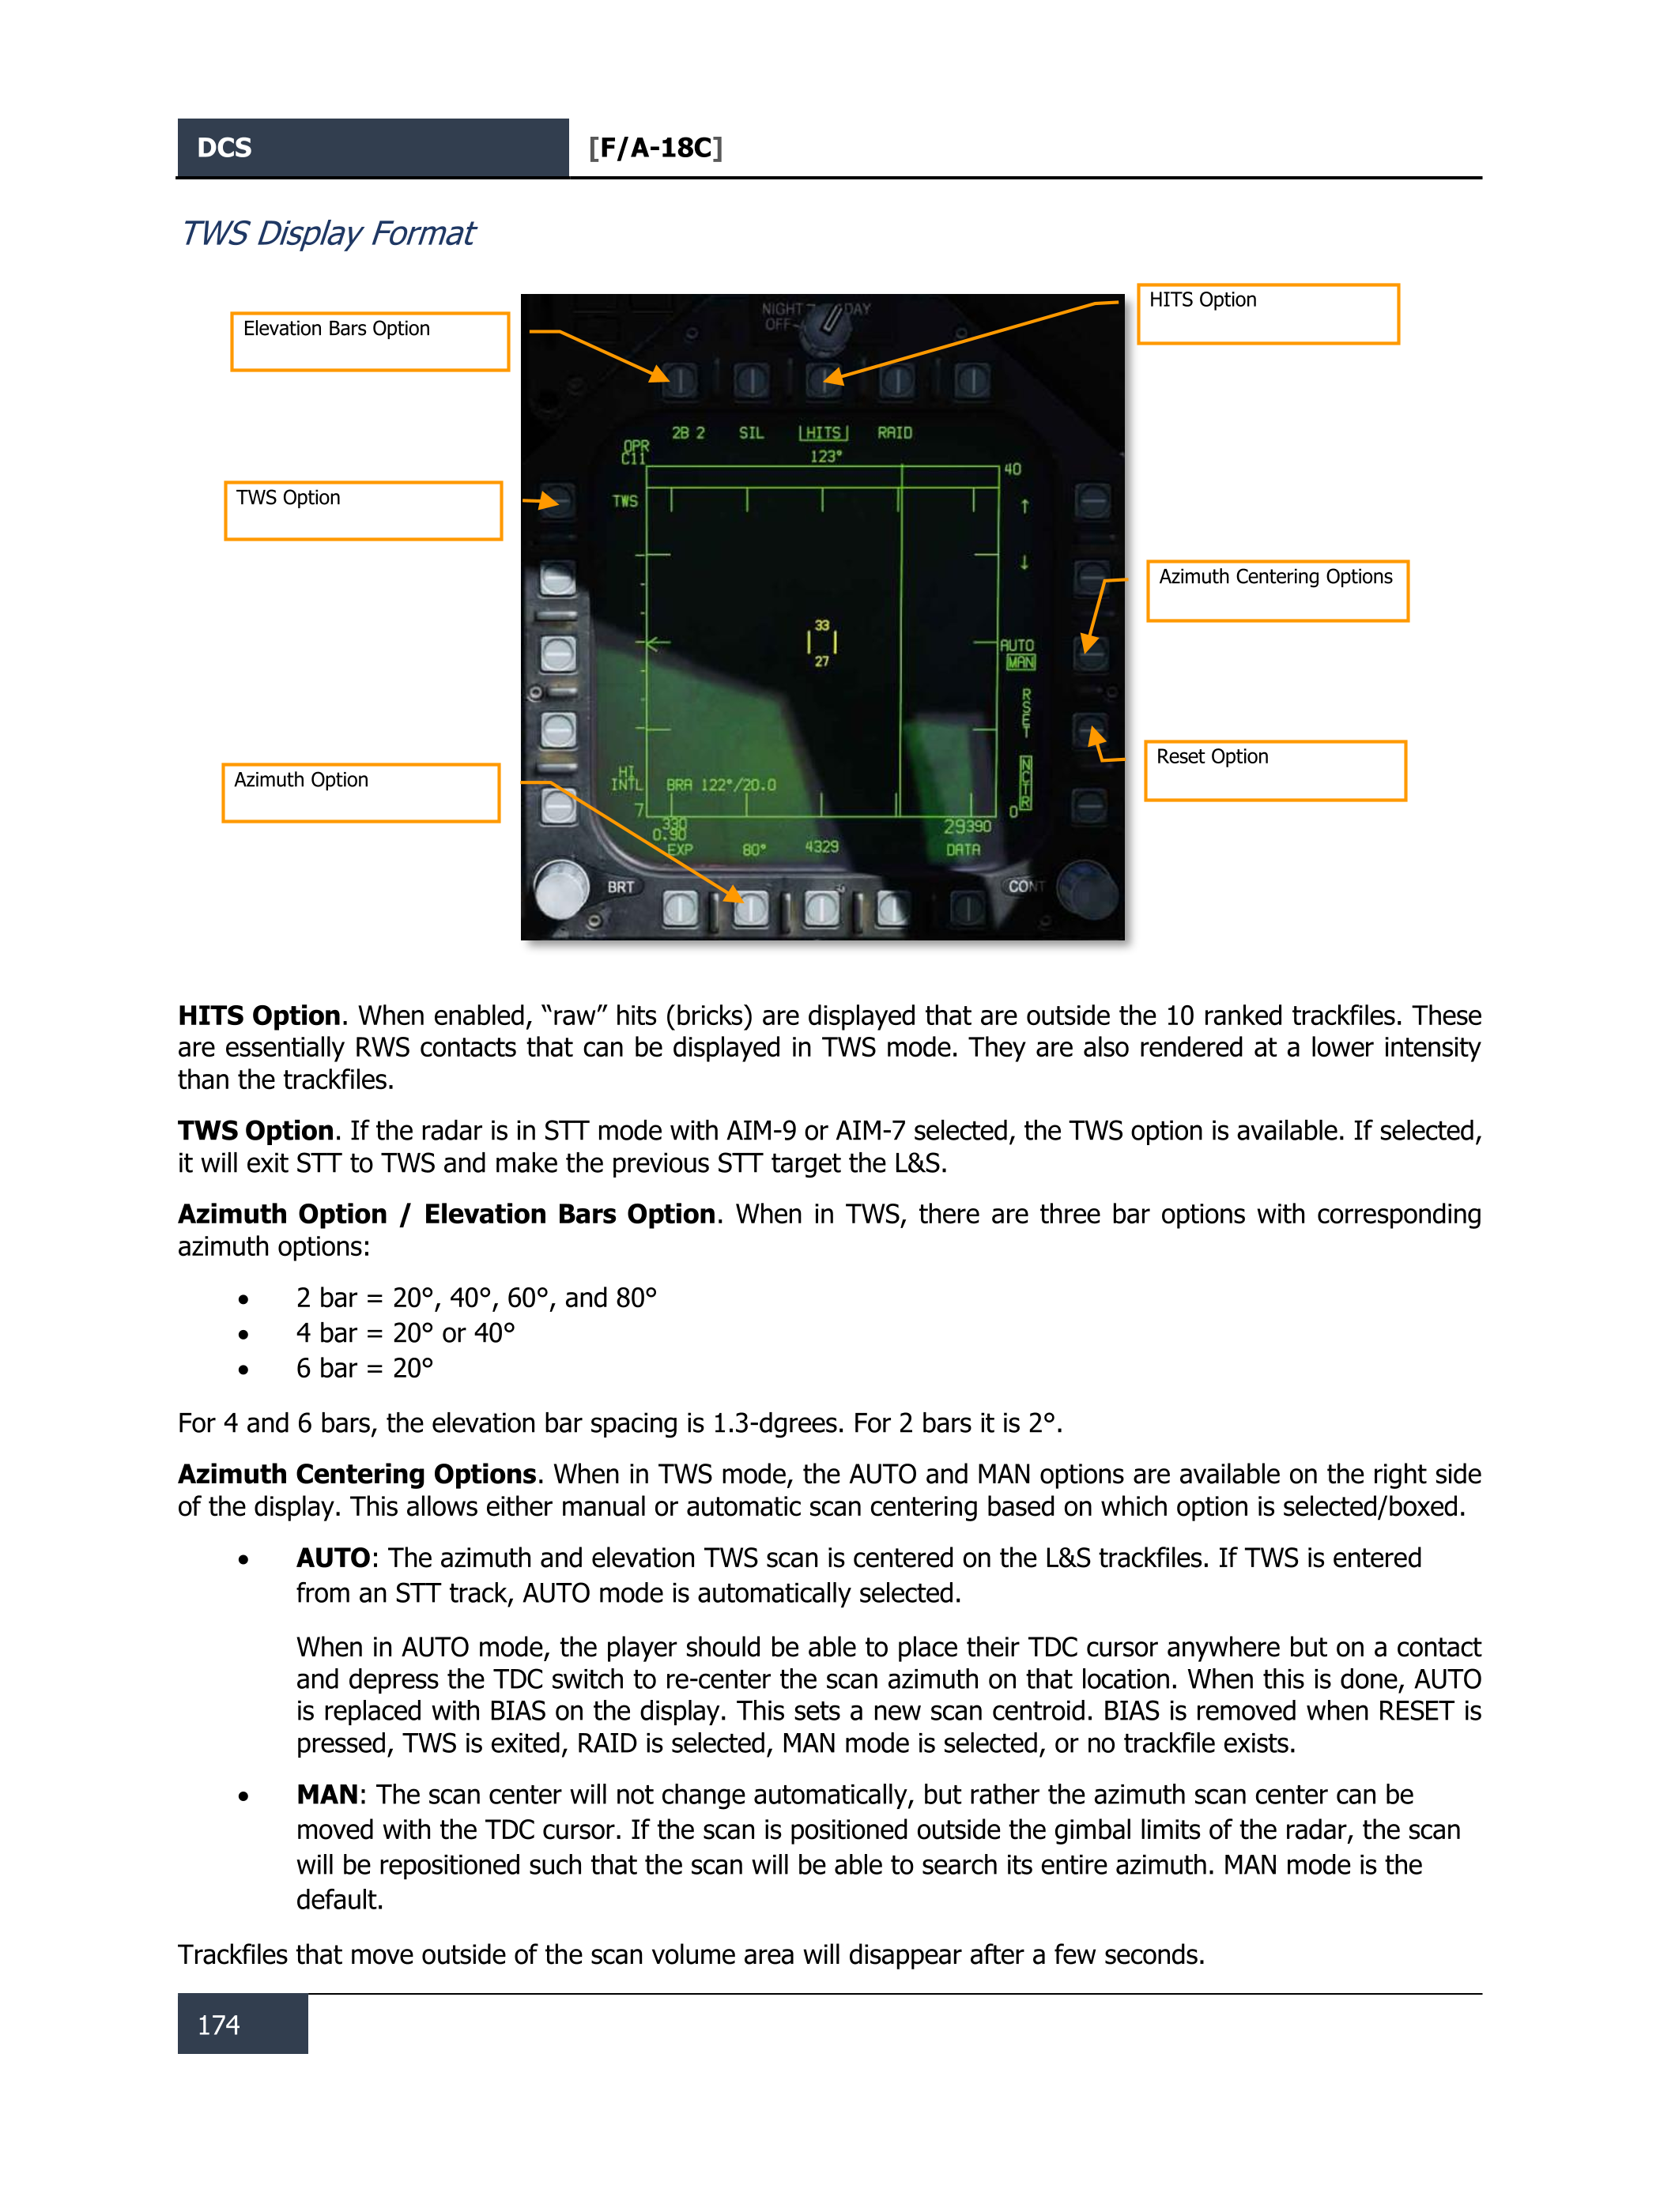 DCS [F/A-18C]
TWS Display Format
Elevation Bars Option
HITS Option
TWS Option
Azimuth Centering Options
Azimuth Option
Reset Option
NIGHT DAY
OFF
2B 2 SIL HITS RAID
OPR
C11
123°
40
TWS
33
27
AUTO
MAN
RSET
NCTR
HI
INTL
BRA 122°/20.0
7
0
330
0.90
29390
EXP 80° 4329 DATA
BRT
CONT
HITS Option. When enabled, “raw” hits (bricks) are displayed that are outside the 10 ranked trackfiles. These
are essentially RWS contacts that can be displayed in TWS mode. They are also rendered at a lower intensity
than the trackfiles.
TWS Option. If the radar is in STT mode with AIM-9 or AIM-7 selected, the TWS option is available. If selected,
it will exit STT to TWS and make the previous STT target the L&S.
Azimuth Option / Elevation Bars Option. When in TWS, there are three bar options with corresponding
azimuth options:
• 2 bar = 20°, 40°, 60°, and 80°
• 4 bar = 20° or 40°
• 6 bar = 20°
For 4 and 6 bars, the elevation bar spacing is 1.3-dgrees. For 2 bars it is 2°.
Azimuth Centering Options. When in TWS mode, the AUTO and MAN options are available on the right side
of the display. This allows either manual or automatic scan centering based on which option is selected/boxed.
• AUTO: The azimuth and elevation TWS scan is centered on the L&S trackfiles. If TWS is entered
from an STT track, AUTO mode is automatically selected.
When in AUTO mode, the player should be able to place their TDC cursor anywhere but on a contact
and depress the TDC switch to re-center the scan azimuth on that location. When this is done, AUTO
is replaced with BIAS on the display. This sets a new scan centroid. BIAS is removed when RESET is
pressed, TWS is exited, RAID is selected, MAN mode is selected, or no trackfile exists.
• MAN: The scan center will not change automatically, but rather the azimuth scan center can be
moved with the TDC cursor. If the scan is positioned outside the gimbal limits of the radar, the scan
will be repositioned such that the scan will be able to search its entire azimuth. MAN mode is the
default.
Trackfiles that move outside of the scan volume area will disappear after a few seconds.
174